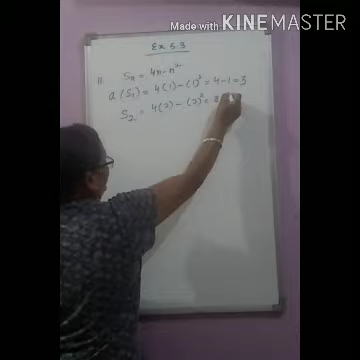 Made with KINEMASTER
Ex 5.3
11. Sn = 4n - n²
a (S₁) = 4(1) - (1)² = 4 - 1 = 3
S₂ = 4(2) - (2)² = 8